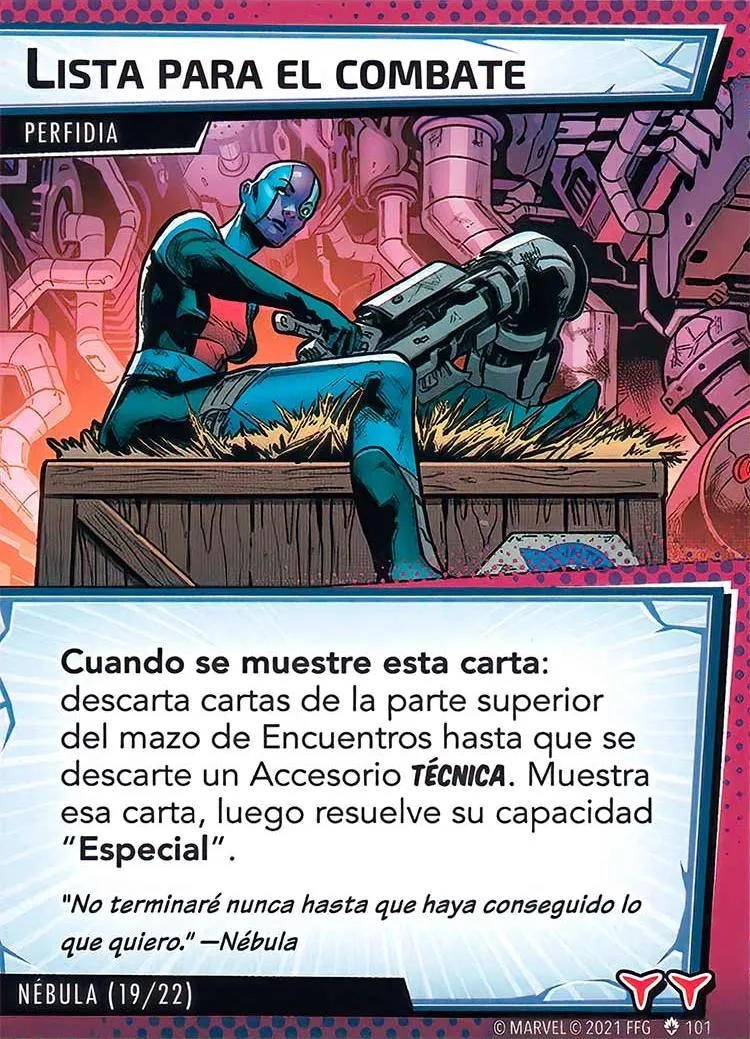 LISTA PARA EL COMBATE
PERFIDIA
Cuando se muestre esta carta:
descarta cartas de la parte superior
del mazo de Encuentros hasta que se
descarte un Accesorio TÉCNICA. Muestra
esa carta, luego resuelve su capacidad
"Especial".
"No terminaré nunca hasta que haya conseguido lo
que quiero." —Nébula
NÉBULA (19/22)
© MARVEL © 2021 FFG 101